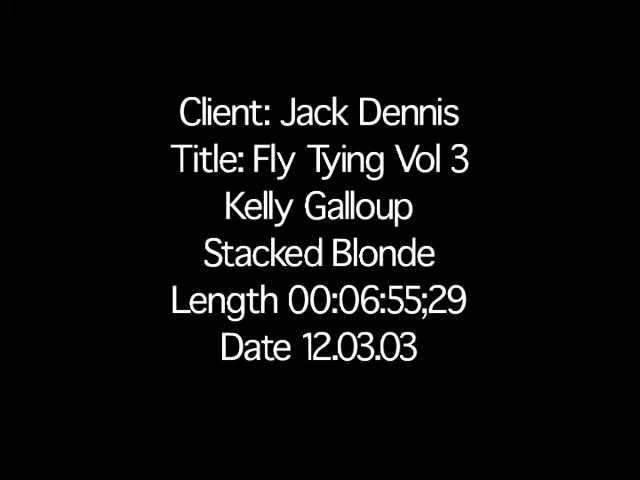 Client: Jack Dennis
Title: Fly Tying Vol 3
Kelly Galloup
Stacked Blonde
Length 00:06:55;29
Date 12.03.03